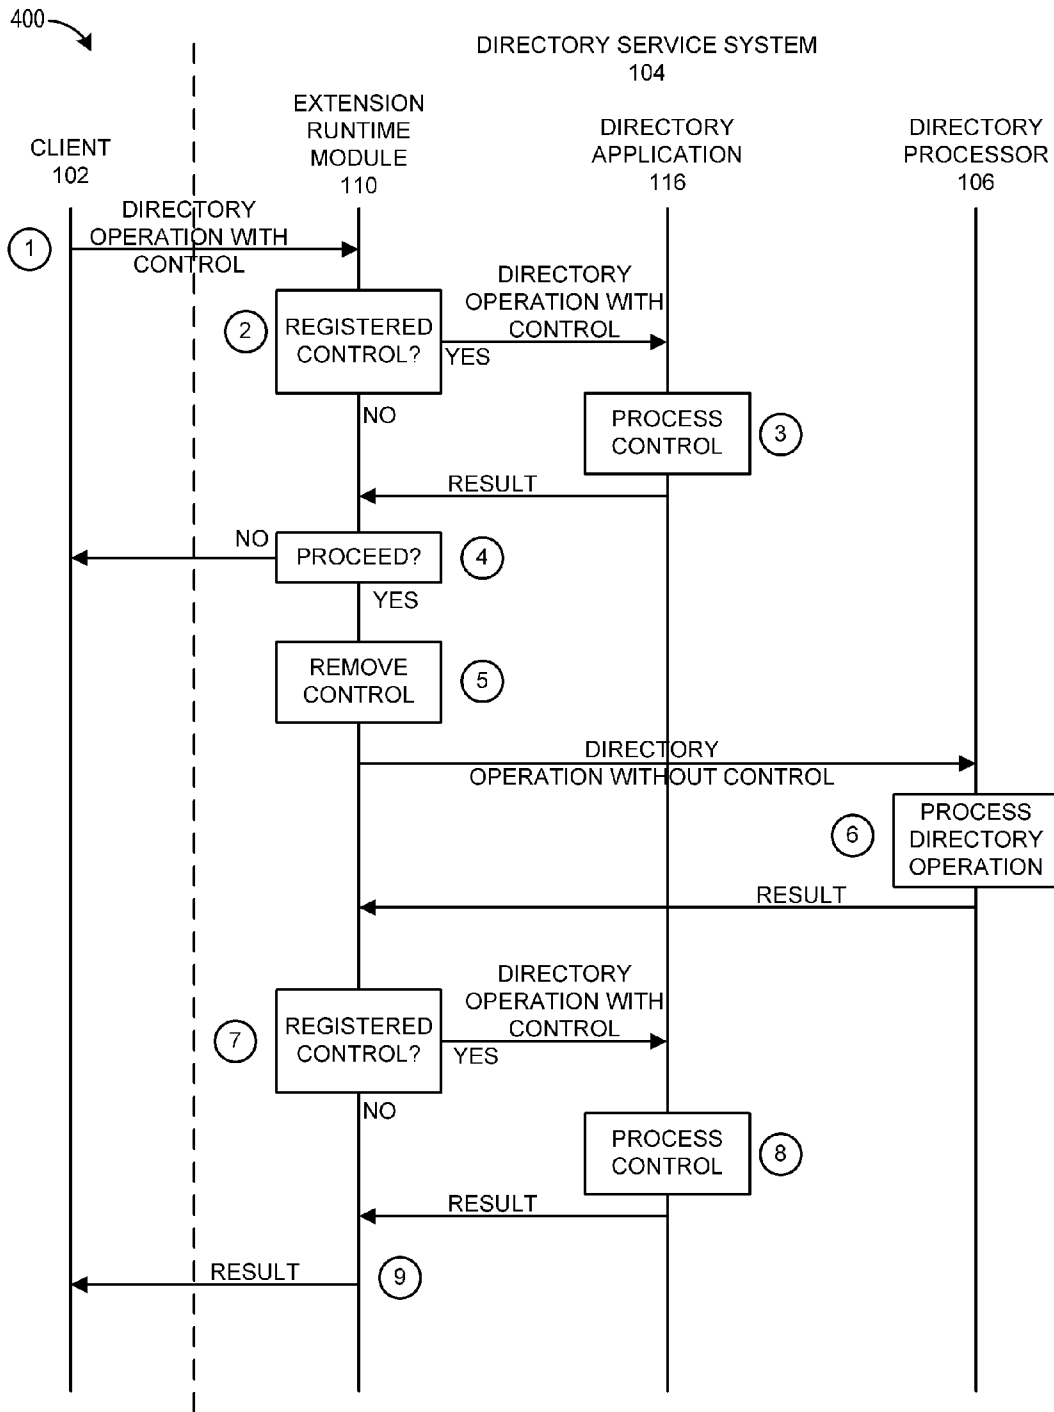 400
DIRECTORY SERVICE SYSTEM
104
CLIENT
102
EXTENSION
RUNTIME
MODULE
110
DIRECTORY
APPLICATION
116
DIRECTORY
PROCESSOR
106
1
DIRECTORY
OPERATION WITH
CONTROL
2
REGISTERED
CONTROL?
YES
NO
DIRECTORY
OPERATION WITH
CONTROL
PROCESS
CONTROL
3
RESULT
NO
PROCEED?
4
YES
REMOVE
CONTROL
5
DIRECTORY
OPERATION WITHOUT CONTROL
6
PROCESS
DIRECTORY
OPERATION
RESULT
7
REGISTERED
CONTROL?
YES
NO
DIRECTORY
OPERATION WITH
CONTROL
PROCESS
CONTROL
8
RESULT
RESULT
9